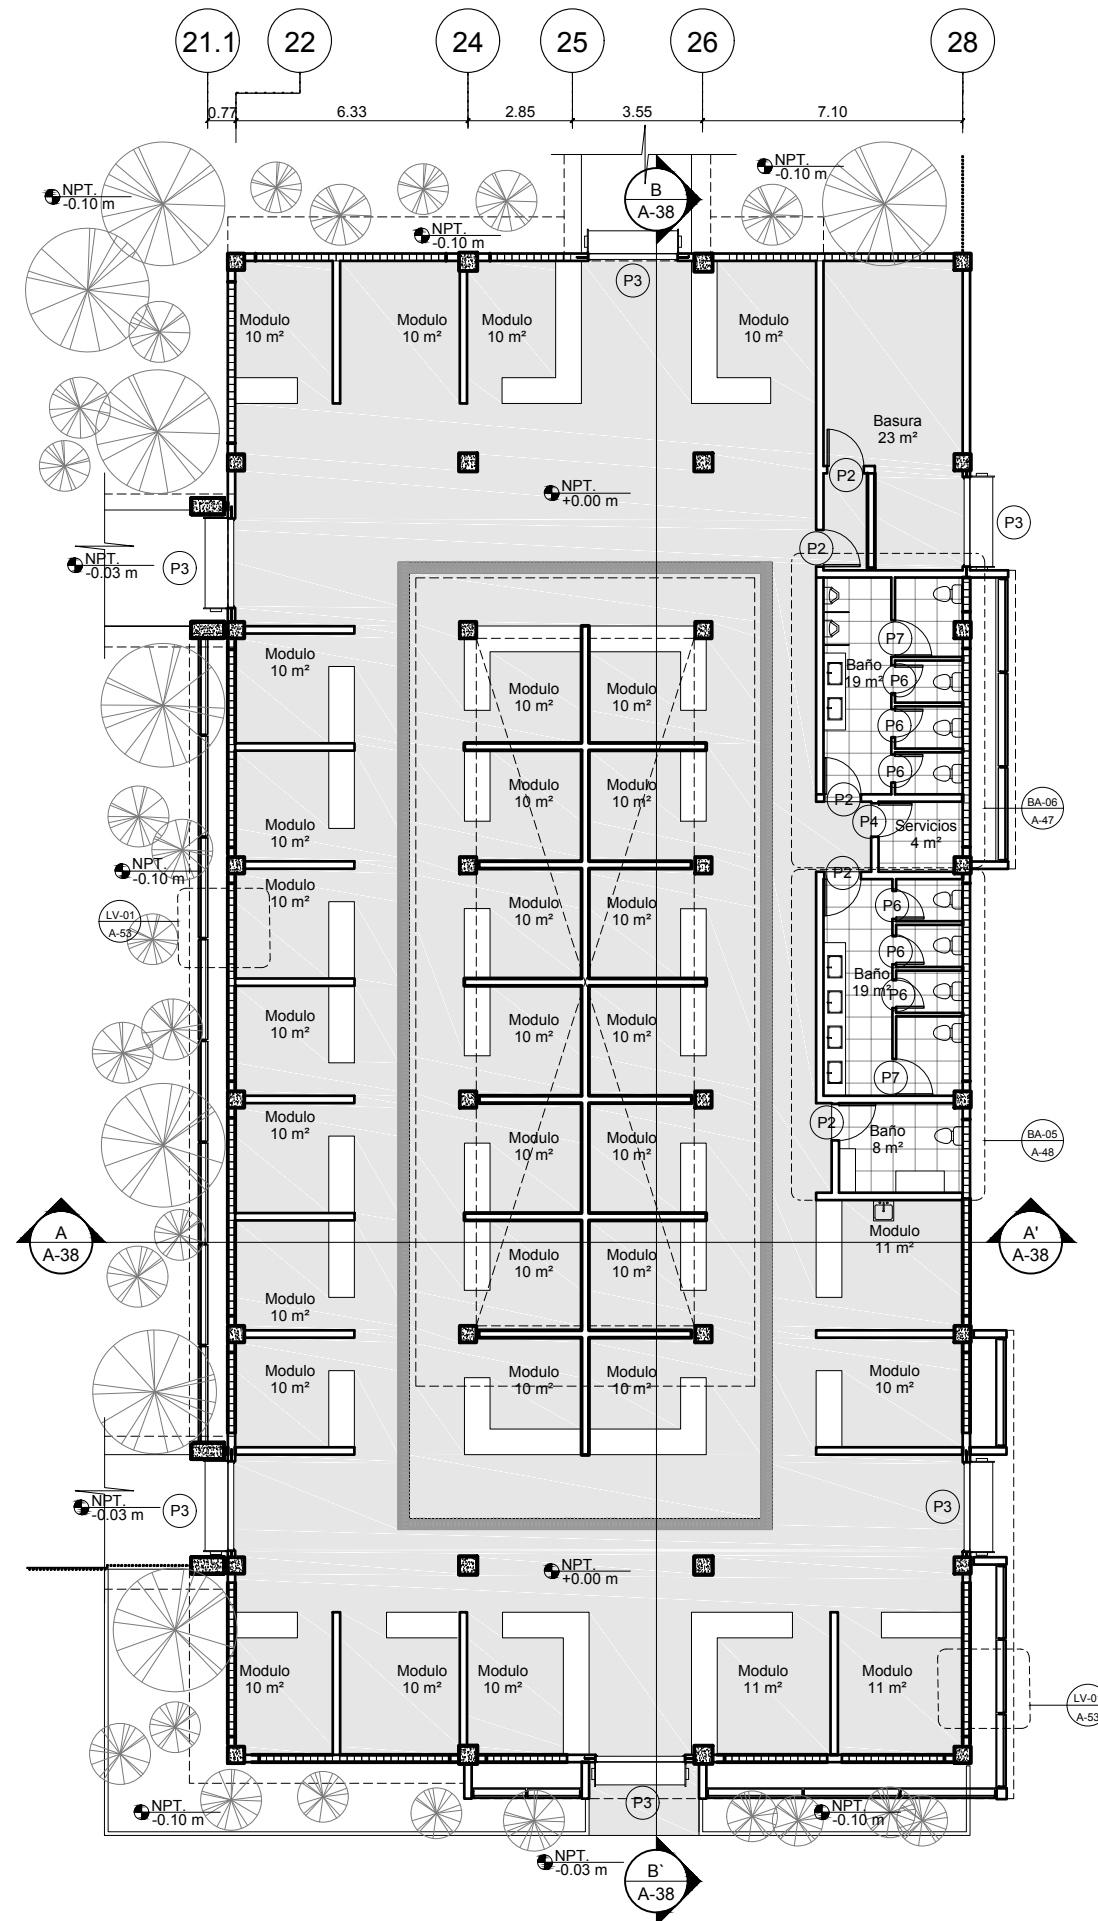 21.1 22 24 25 26 28
0.77 6.33 2.85 3.55 7.10
NPT.
-0.10 m
NPT.
-0.10 m
B
A-38
NPT.
-0.10 m
P3
Modulo
10 m²
Modulo
10 m²
Modulo
10 m²
Modulo
10 m²
Basura
23 m²
P2
NPT.
+0.00 m
P3
P2
NPT.
-0.03 m
P3
Modulo
10 m²
P7
Baño
19 m²
P6
Modulo
10 m²
Modulo
10 m²
P6
P6
Modulo
10 m²
Modulo
10 m²
P2
BA-06
A-47
Modulo
10 m²
P4
Servicios
4 m²
NPT.
-0.10 m
P2
Modulo
10 m²
Modulo
10 m²
Modulo
10 m²
P6
LV-01
A-53
P6
Baño
19 m²
P6
Modulo
10 m²
Modulo
10 m²
Modulo
10 m²
P7
Modulo
10 m²
P2
Baño
8 m²
Modulo
10 m²
Modulo
10 m²
BA-05
A-48
A
A-38
Modulo
11 m²
A'
A-38
Modulo
10 m²
Modulo
10 m²
Modulo
10 m²
Modulo
10 m²
Modulo
10 m²
Modulo
10 m²
Modulo
10 m²
NPT.
-0.03 m
P3
P3
NPT.
+0.00 m
Modulo
10 m²
Modulo
10 m²
Modulo
10 m²
Modulo
11 m²
Modulo
11 m²
A-53
P3
NPT.
-0.10 m
NPT.
-0.10 m
NPT.
-0.03 m
B`
A-38